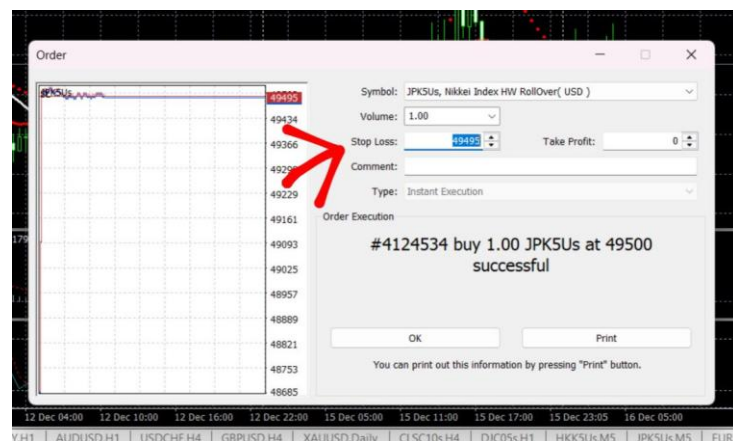 Order
JPK5Us
49495
49434
49366
49229
49161
49093
49025
48957
48889
48821
48753
48685
Symbol: JPK5Us, Nikkei Index HW RollOver( USD )
Volume: 1.00
Stop Loss: 49495 Take Profit: 0
Comment:
Type: Instant Execution
Order Execution
#4124534 buy 1.00 JPK5Us at 49500
successful
OK Print
You can print out this information by pressing "Print" button.
12 Dec 04:00 12 Dec 10:00 12 Dec 16:00 12 Dec 22:00 15 Dec 05:00 15 Dec 11:00 15 Dec 17:00 15 Dec 23:05 16 Dec 05:00
AUDUSD,H1 USDCHF,H4 GBPUSD,H4 XAUUSD,Daily CLSC10s,H4 DJC05s,H1 HKK5Us,M5 JPK5Us,M5